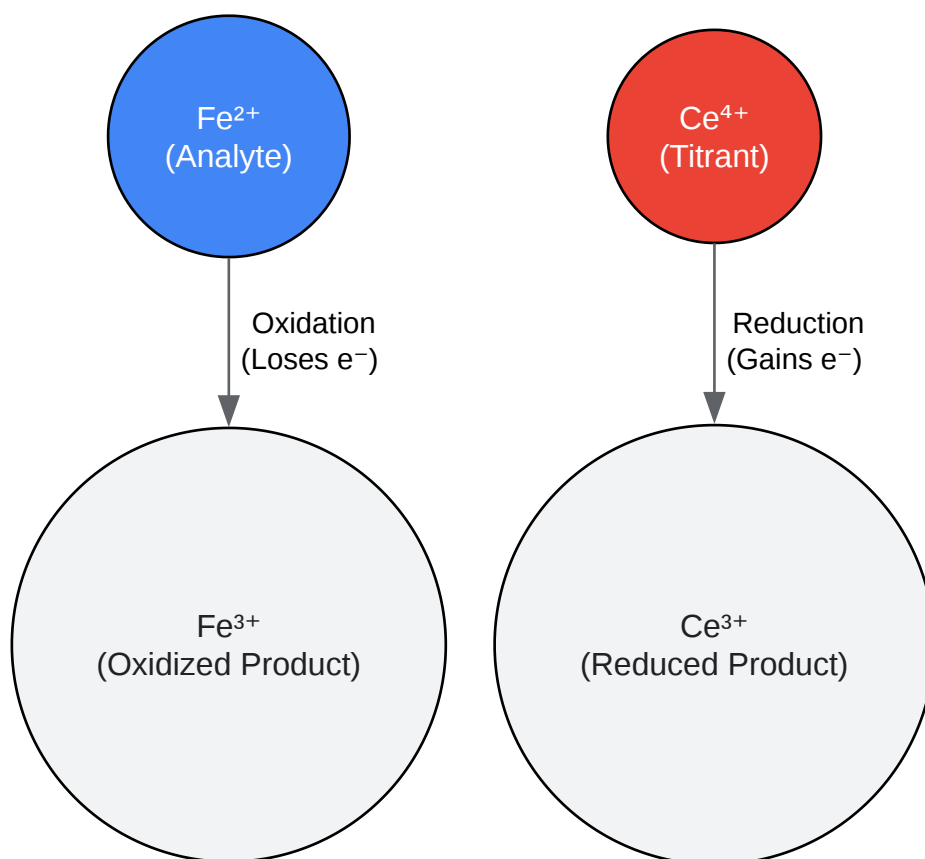 Fe²⁺
(Analyte)
Ce⁴⁺
(Titrant)
Oxidation
(Loses e⁻)
Reduction
(Gains e⁻)
Fe³⁺
(Oxidized Product)
Ce³⁺
(Reduced Product)